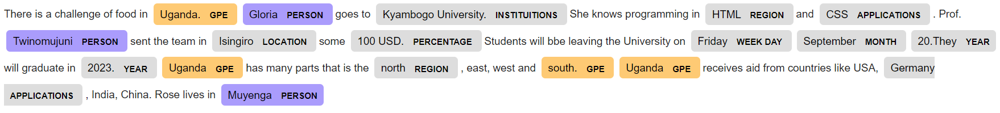 There is a challenge of food in Uganda. GPE Gloria PERSON goes to Kyambogo University. INSTITUITIONS She knows programming in HTML REGION and CSS APPLICATIONS . Prof.
Twinomujuni PERSON sent the team in Isingiro LOCATION some 100 USD. PERCENTAGE Students will bbe leaving the University on Friday WEEK DAY September MONTH 20.They YEAR
will graduate in 2023. YEAR Uganda GPE has many parts that is the north REGION , east, west and south. GPE Uganda GPE receives aid from countries like USA, Germany
APPLICATIONS , India, China. Rose lives in Muyenga PERSON